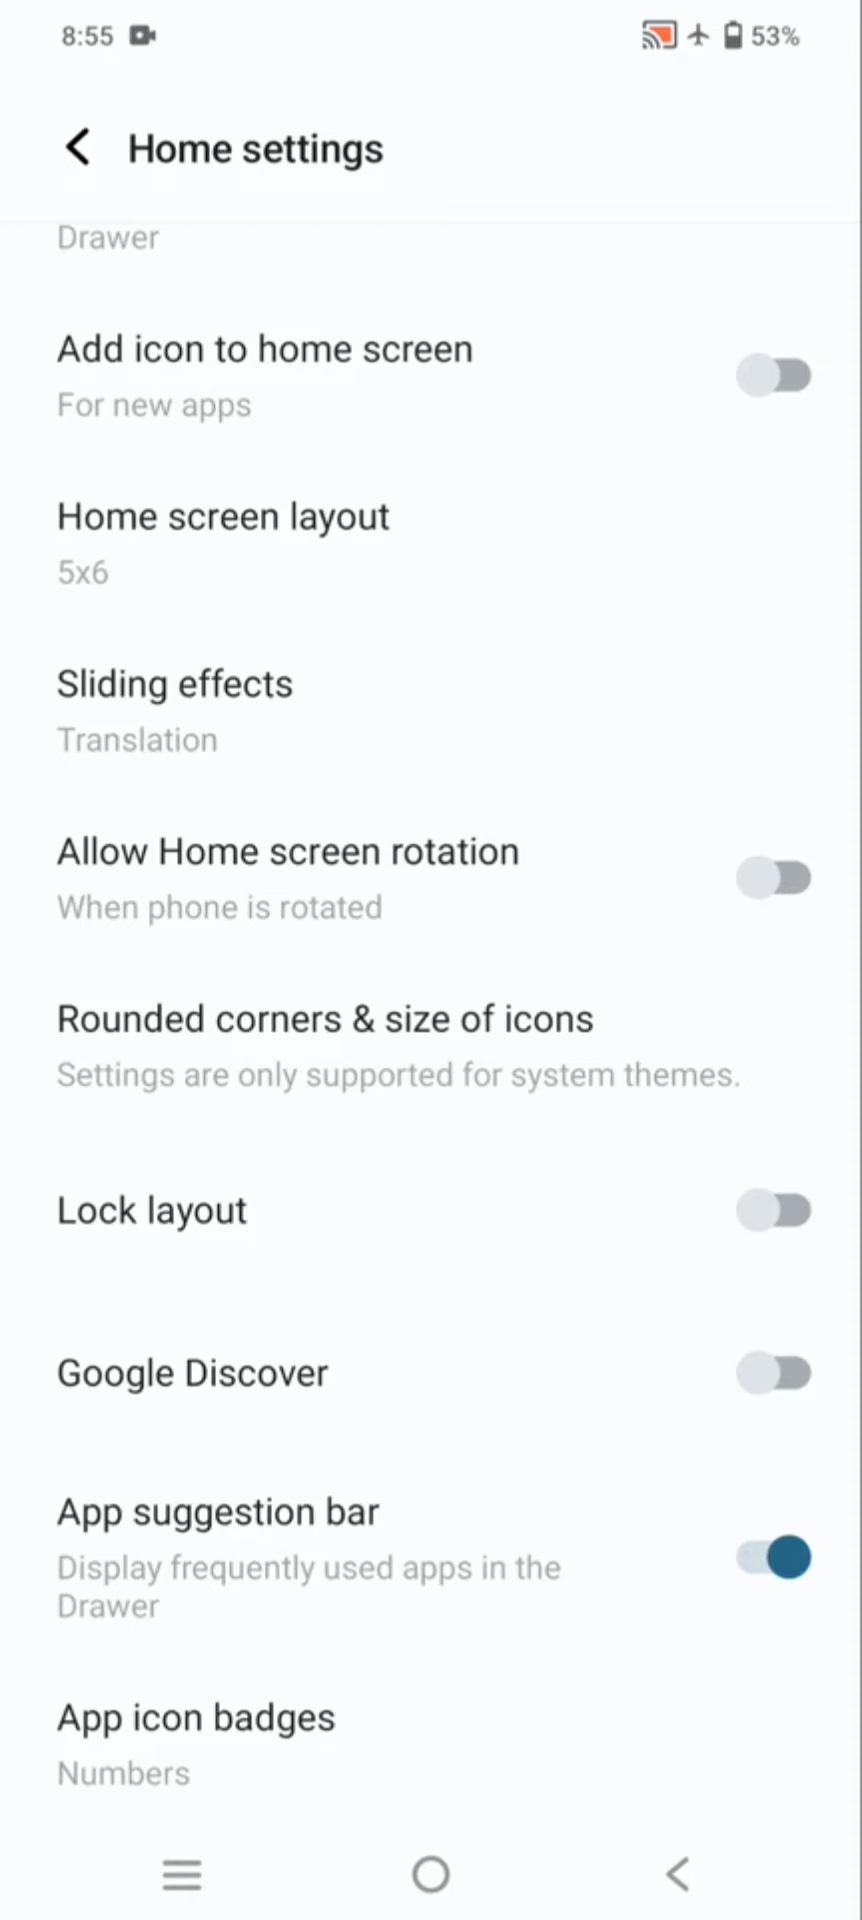 8:55
53%
Home settings
Drawer
Add icon to home screen
For new apps
Home screen layout
5x6
Sliding effects
Translation
Allow Home screen rotation
When phone is rotated
Rounded corners & size of icons
Settings are only supported for system themes.
Lock layout
Google Discover
App suggestion bar
Display frequently used apps in the
Drawer
App icon badges
Numbers